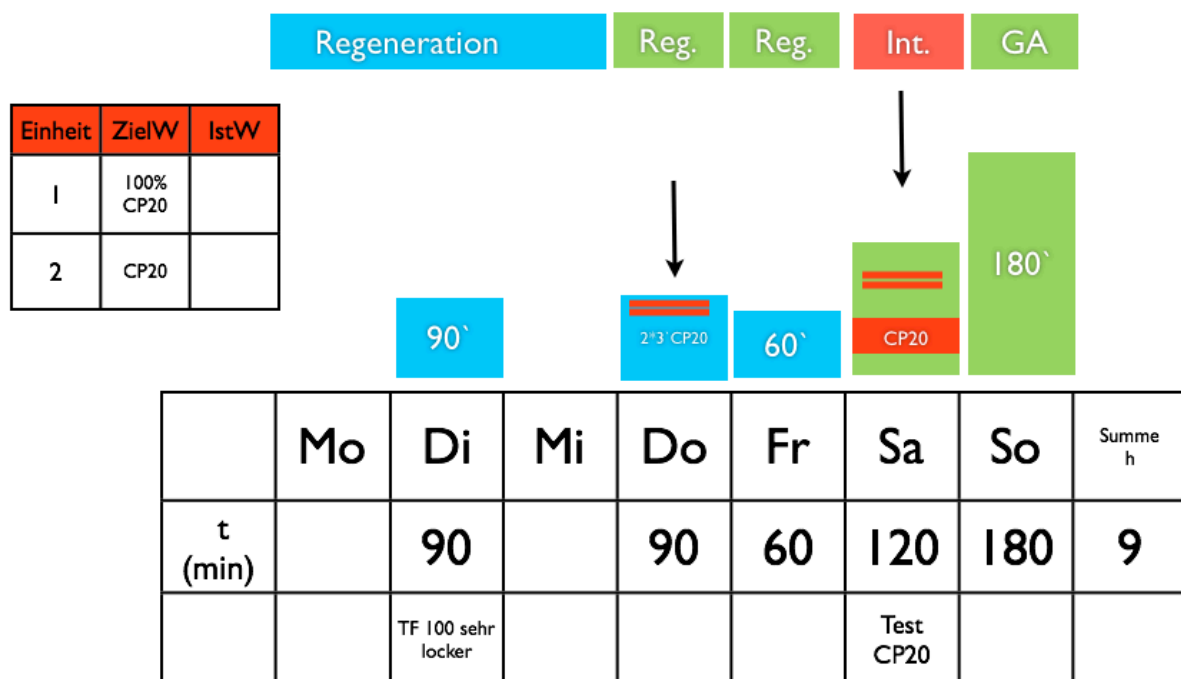 Regeneration Reg. Reg. Int. GA
Einheit ZielW IstW
1 100% CP20
2 CP20
90`
2*3`CP20
60`
CP20
180`
Mo Di Mi Do Fr Sa So Summe h
t (min) 90 90 60 120 180 9
TF 100 sehr locker
Test CP20